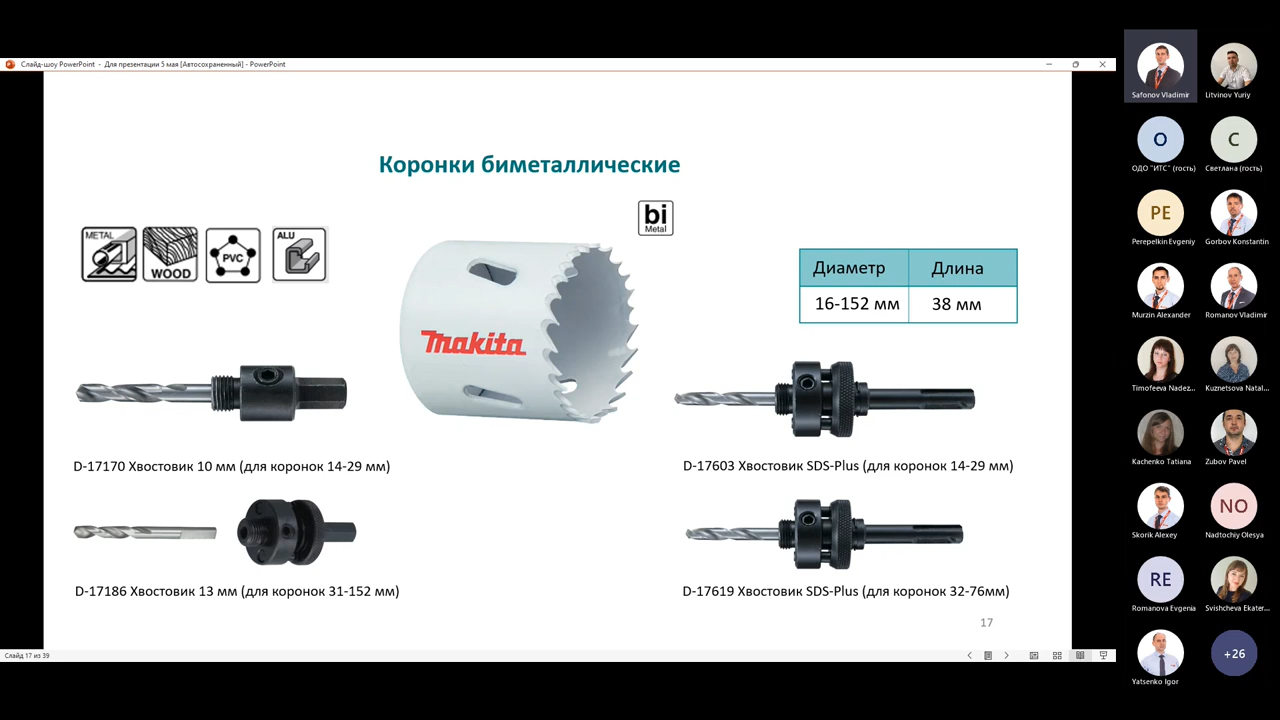 Слайд-шоу PowerPoint - Для презентации 5 мая [Автосохраненный] - PowerPoint
Коронки биметаллические
bi
Metal
METAL
WOOD
PVC
ALU
makita
Диаметр Длина
16-152 мм 38 мм
D-17170 Хвостовик 10 мм (для коронок 14-29 мм)
D-17603 Хвостовик SDS-Plus (для коронок 14-29 мм)
D-17186 Хвостовик 13 мм (для коронок 31-152 мм)
D-17619 Хвостовик SDS-Plus (для коронок 32-76мм)
17
Слайд 17 из 39
Safonov Vladimir
Litvinov Yuriy
О
ОДО "ИТС" (гость)
С
Светлана (гость)
PE
Perepelkin Evgeniy
Gorbov Konstantin
Murzin Alexander
Romanov Vladimir
Timofeeva Nadez...
Kuznetsova Natal...
Kachenko Tatiana
Zubov Pavel
Skorik Alexey
NO
Nadtochiy Olesya
RE
Romanova Evgenia
Svishcheva Ekater...
Yatsenko Igor
+26